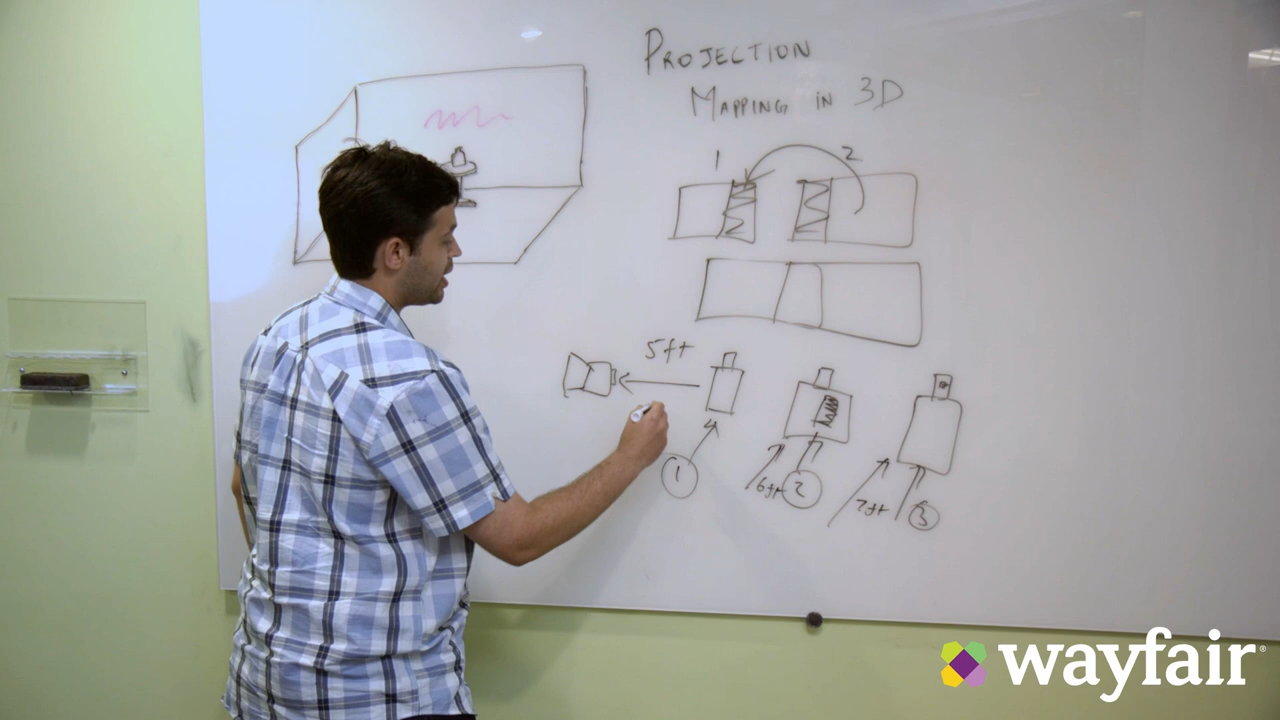 PROJECTION
MAPPING IN 3D
1 2
5ft
1
6ft 2
7ft 3
wayfair